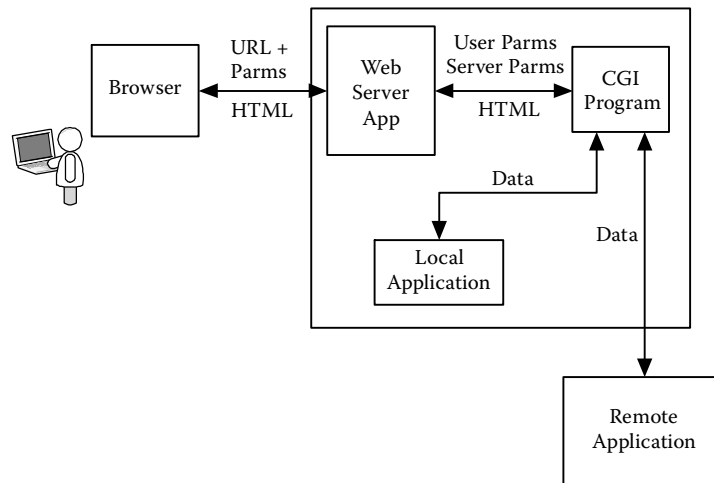 URL +
Parms
Browser
HTML
Web
Server
App
User Parms
Server Parms
HTML
CGI
Program
Data
Local
Application
Data
Remote
Application